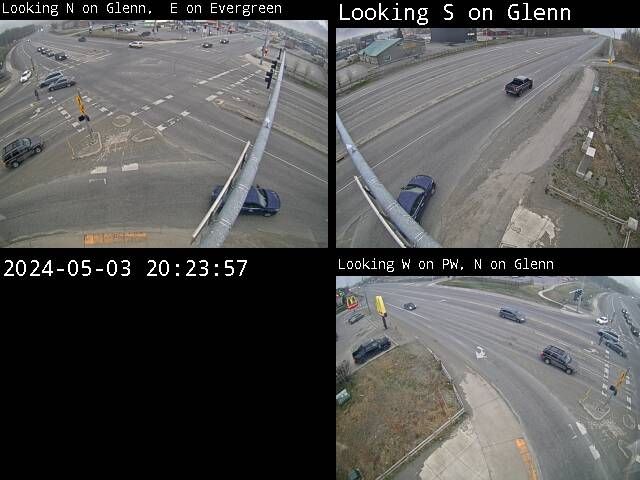 Looking N on Glenn,  E on Evergreen
Looking S on Glenn
2024-05-03 20:23:57
Looking W on PW, N on Glenn